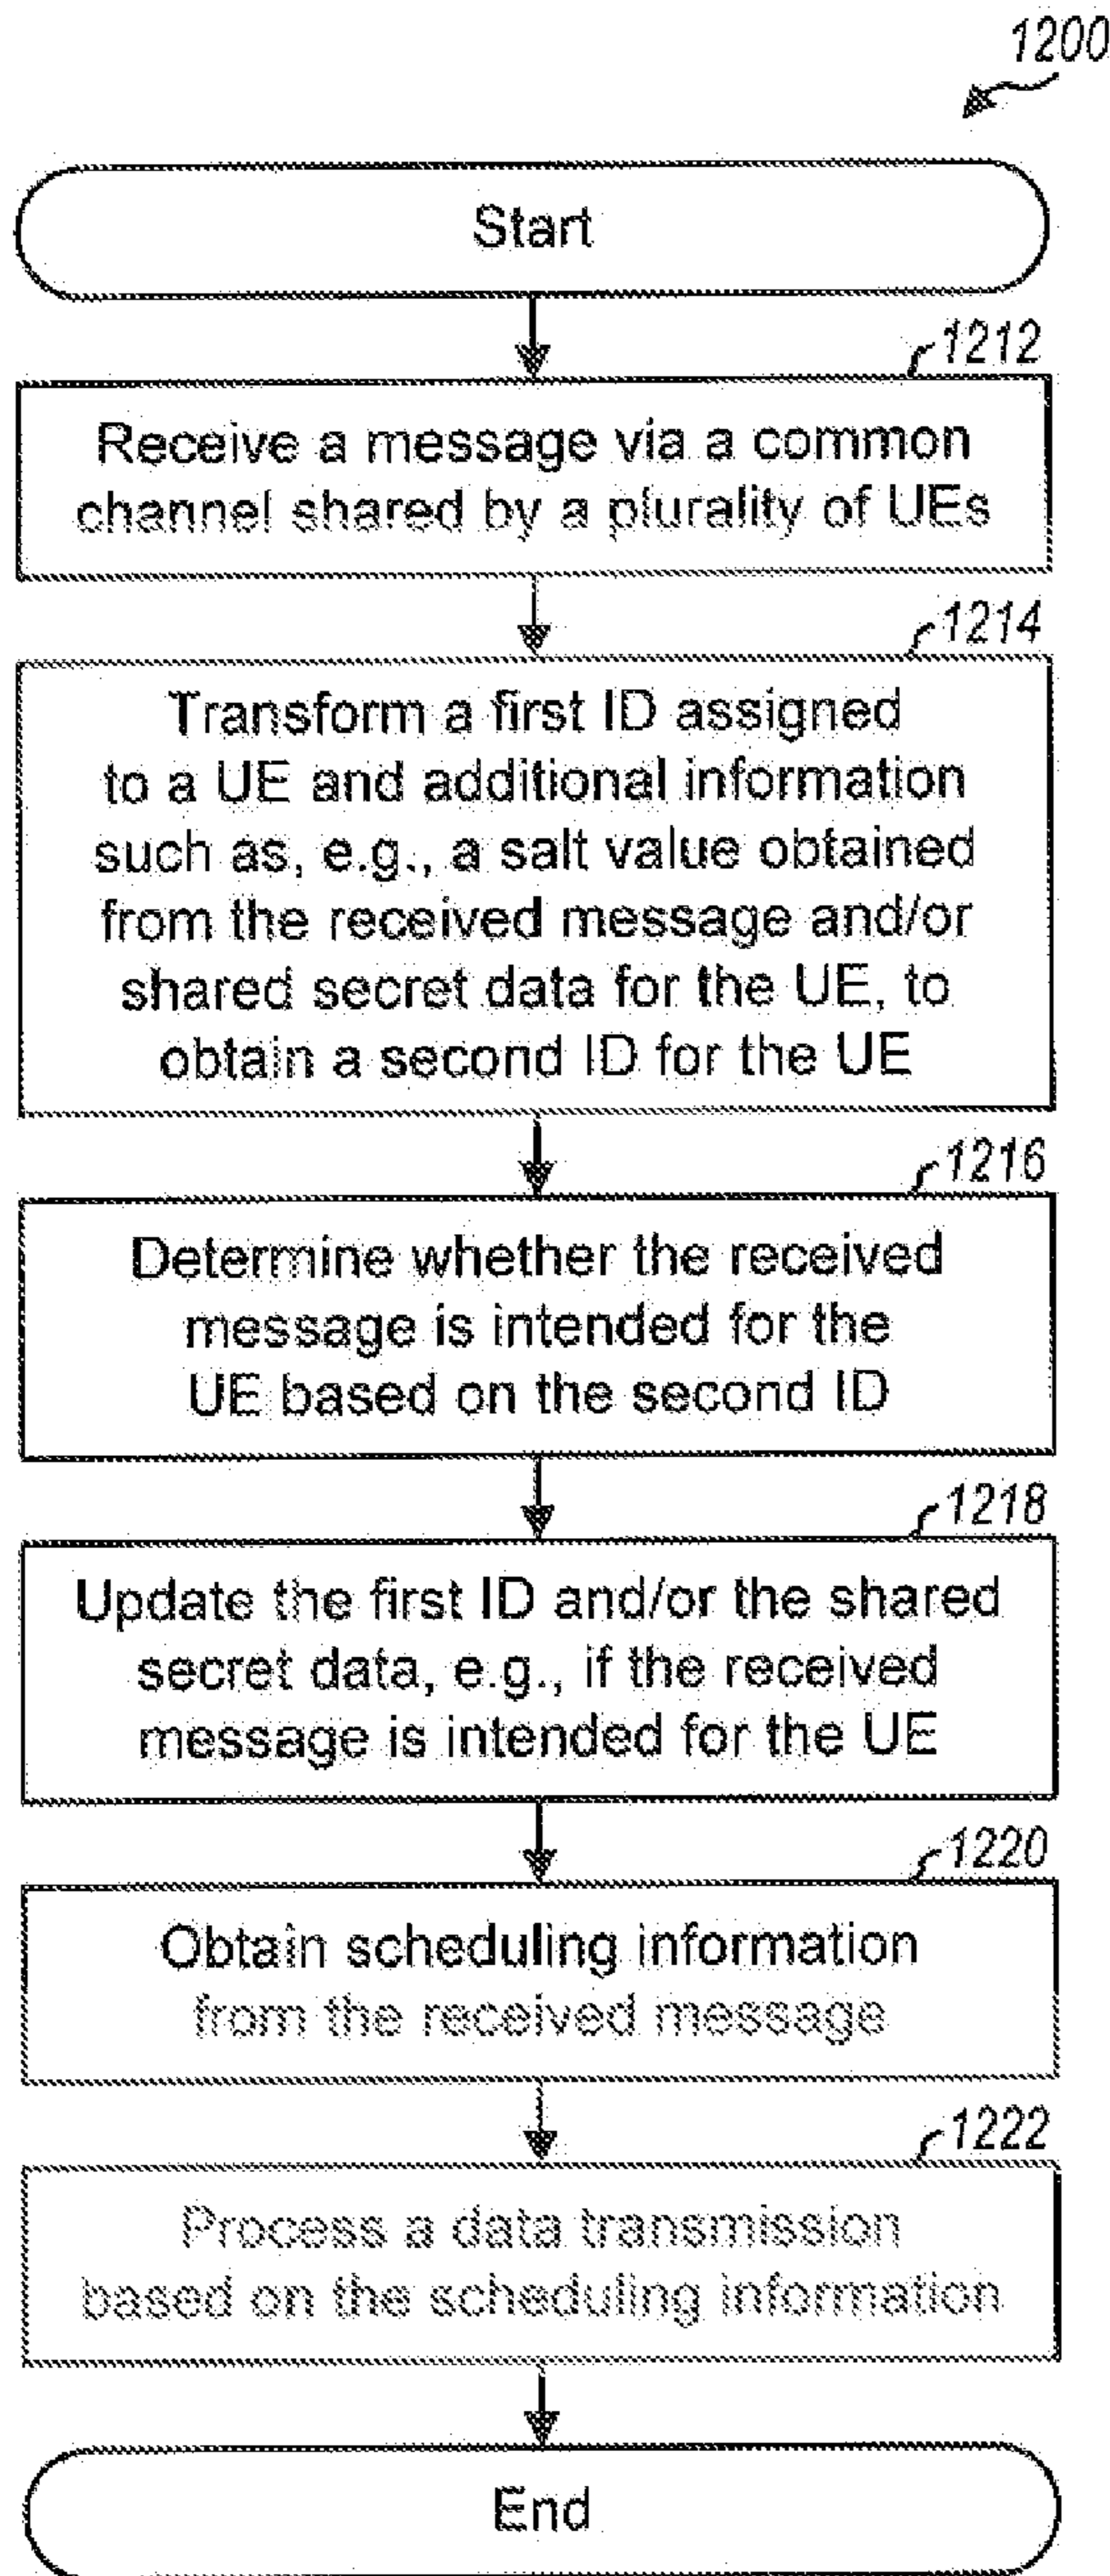 1200
Start
1212
Receive a message via a common
channel shared by a plurality of UEs
1214
Transform a first ID assigned
to a UE and additional information
such as, e.g., a salt value obtained
from the received message and/or
shared secret data for the UE, to
obtain a second ID for the UE
1216
Determine whether the received
message is intended for the
UE based on the second ID
1218
Update the first ID and/or the shared
secret data, e.g., if the received
message is intended for the UE
1220
Obtain scheduling information
from the received message
1222
Process a data transmission
based on the scheduling information
End